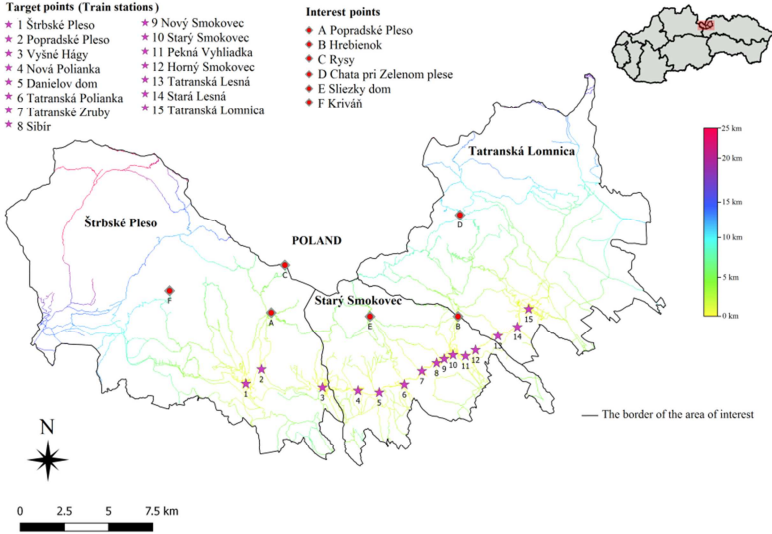 Target points (Train stations)
1 Štrbské Pleso
2 Popradské Pleso
3 Vyšné Hágy
4 Nová Polianka
5 Danielov dom
6 Tatranská Polianka
7 Tatranské Zruby
8 Sibír
9 Nový Smokovec
10 Starý Smokovec
11 Pekná Vyhliadka
12 Horný Smokovec
13 Tatranská Lesná
14 Stará Lesná
15 Tatranská Lomnica
Interest points
A Popradské Pleso
B Hrebienok
C Rysy
D Chata pri Zelenom plese
E Sliezky dom
F Kriváň
25 km
20 km
15 km
10 km
5 km
0 km
Tatranská Lomnica
Štrbské Pleso
POLAND
Starý Smokovec
D
C
F
A
E
B
1
2
3
4
5
6
7
8
9
10
11
12
13
14
15
The border of the area of interest
N
0 2.5 5 7.5 km